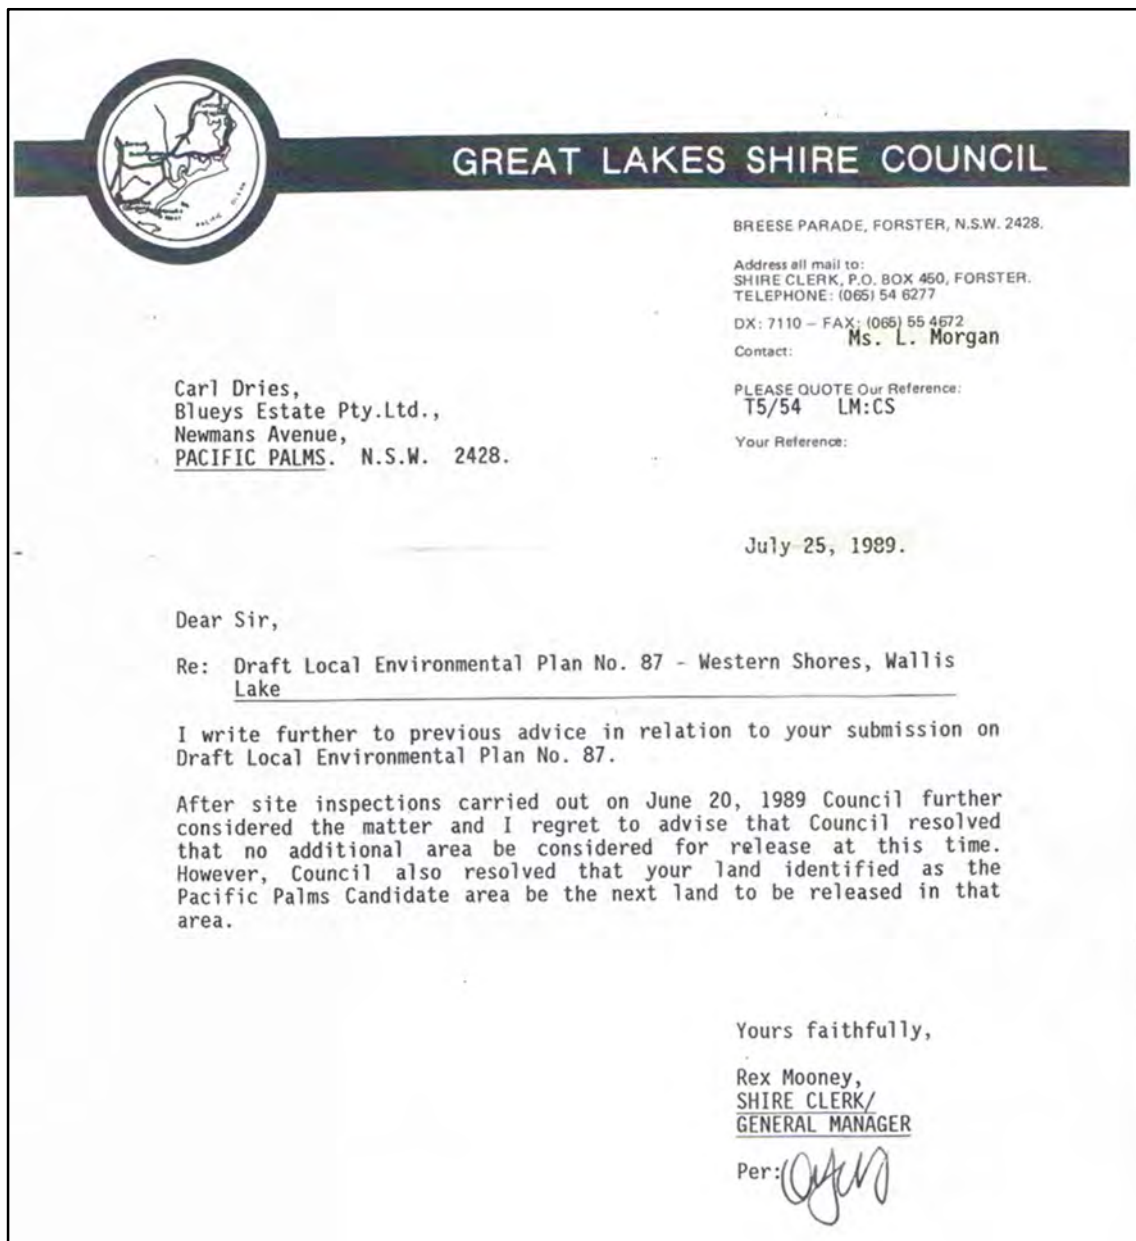 GREAT LAKES SHIRE COUNCIL
PACIFIC OCEAN
BREESE PARADE, FORSTER, N.S.W. 2428.
Address all mail to:
SHIRE CLERK, P.O. BOX 450, FORSTER.
TELEPHONE: (065) 54 6277
DX: 7110 – FAX: (065) 55 4672
Contact: Ms. L. Morgan
PLEASE QUOTE Our Reference:
T5/54 LM:CS
Your Reference:
Carl Dries,
Blueys Estate Pty.Ltd.,
Newmans Avenue,
PACIFIC PALMS. N.S.W. 2428.
July 25, 1989.
Dear Sir,
Re: Draft Local Environmental Plan No. 87 - Western Shores, Wallis
Lake
I write further to previous advice in relation to your submission on
Draft Local Environmental Plan No. 87.
After site inspections carried out on June 20, 1989 Council further
considered the matter and I regret to advise that Council resolved
that no additional area be considered for release at this time.
However, Council also resolved that your land identified as the
Pacific Palms Candidate area be the next land to be released in that
area.
Yours faithfully,
Rex Mooney,
SHIRE CLERK/
GENERAL MANAGER
Per: